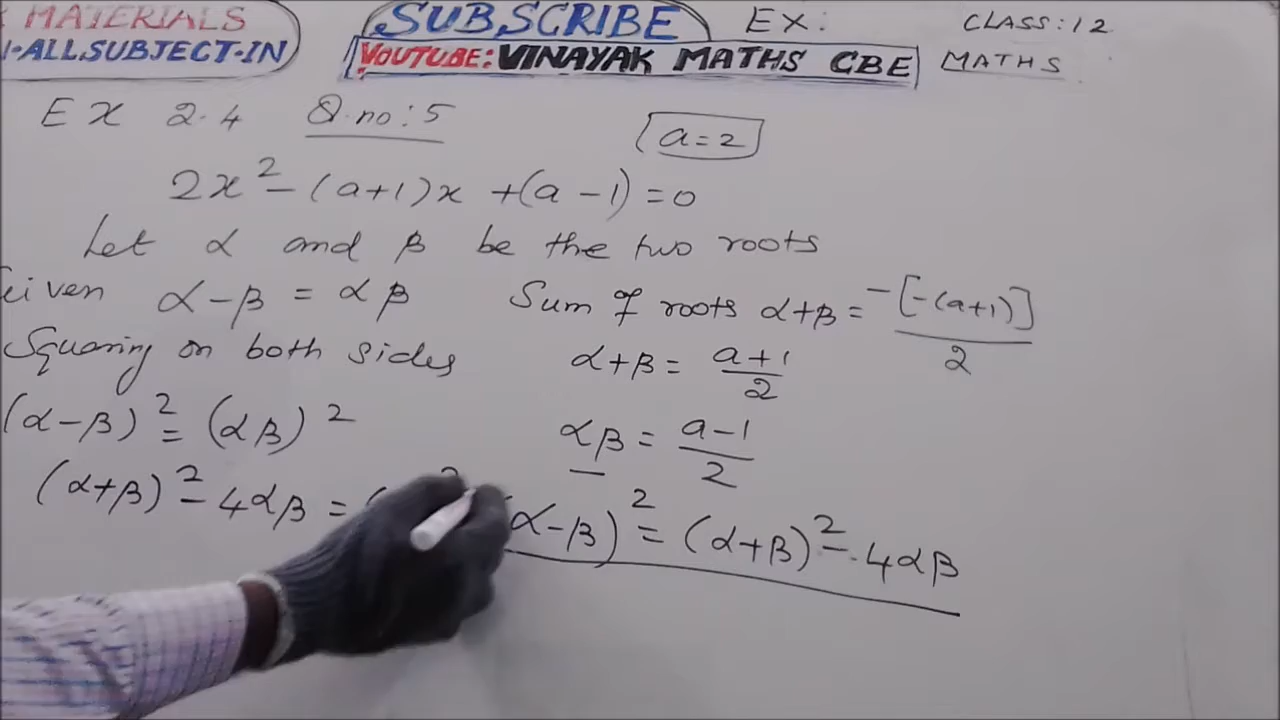 MATERIALS
ALL.SUBJECT.IN
SUBSCRIBE
YOUTUBE: VINAYAK MATHS CBE
EX:
CLASS: 12
MATHS
EX 2.4 Q.no: 5
a=2
2x² - (a+1)x + (a-1) = 0
Let α and β be the two roots
Given α-β = αβ
Sum of roots α+β = -[-(a+1)]/2
Squaring on both sides
α+β = a+1/2
(α-β)² = (αβ)²
αβ = a-1/2
(α+β)² - 4αβ = (
(α-β)² = (α+β)² - 4αβ